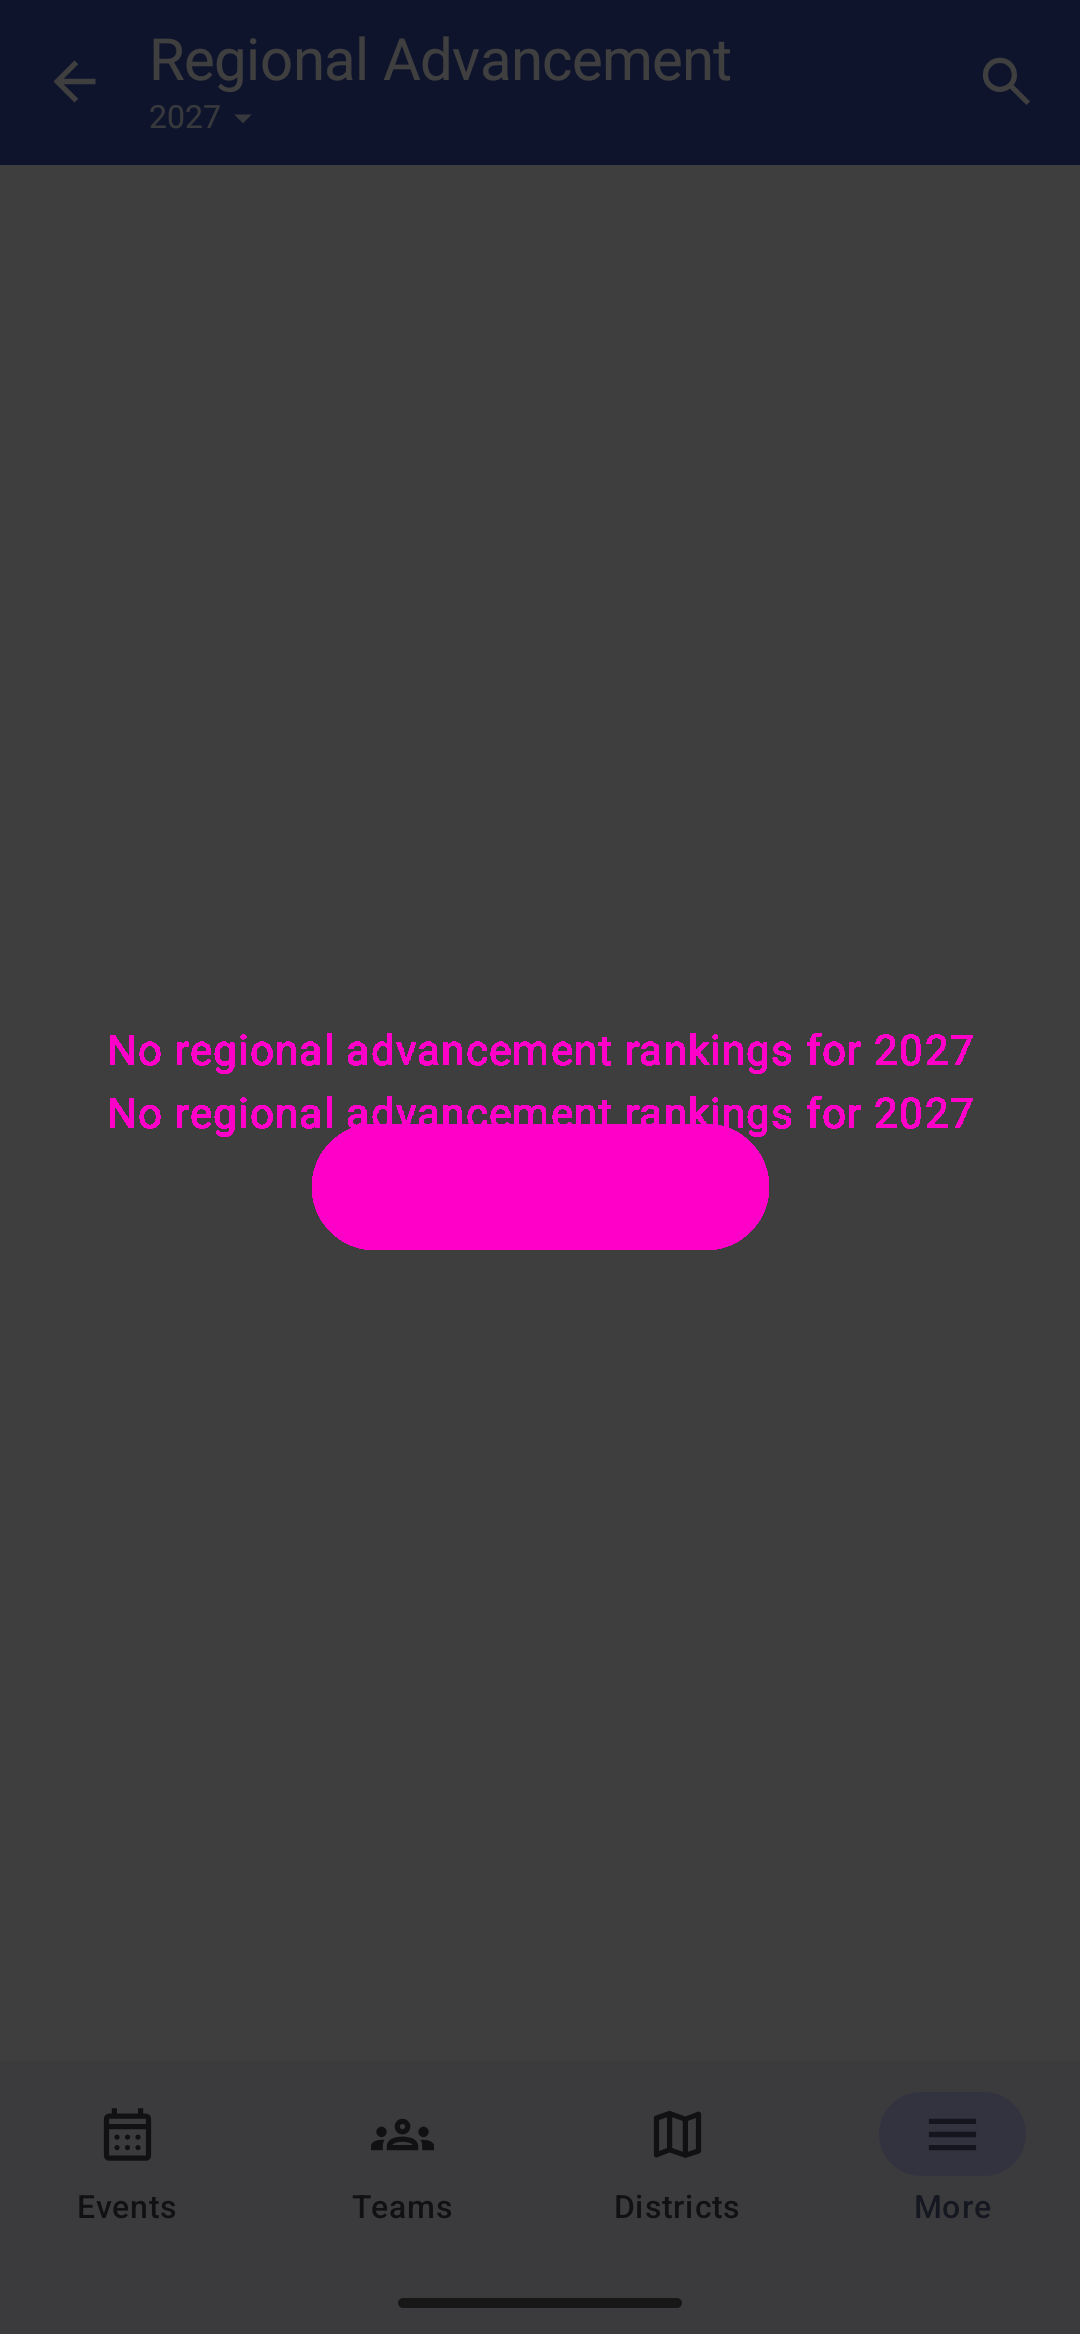 Regional Advancement
2027
No regional advancement rankings for 2027
No regional advancement rankings for 2027
Events
Teams
Districts
More